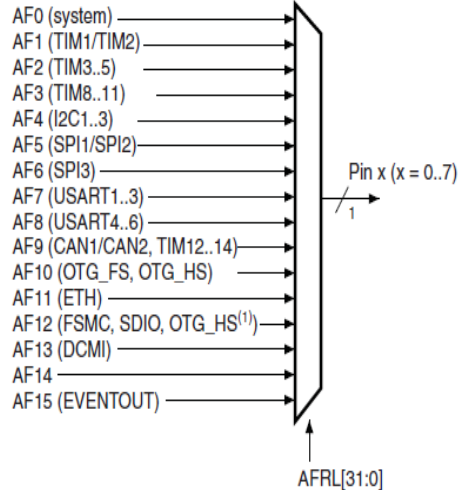 AF0 (system)
AF1 (TIM1/TIM2)
AF2 (TIM3..5)
AF3 (TIM8..11)
AF4 (I2C1..3)
AF5 (SPI1/SPI2)
AF6 (SPI3)
AF7 (USART1..3)
AF8 (USART4..6)
AF9 (CAN1/CAN2, TIM12..14)
AF10 (OTG_FS, OTG_HS)
AF11 (ETH)
AF12 (FSMC, SDIO, OTG_HS(1))
AF13 (DCMI)
AF14
AF15 (EVENTOUT)
Pin x (x = 0..7)
1
AFRL[31:0]